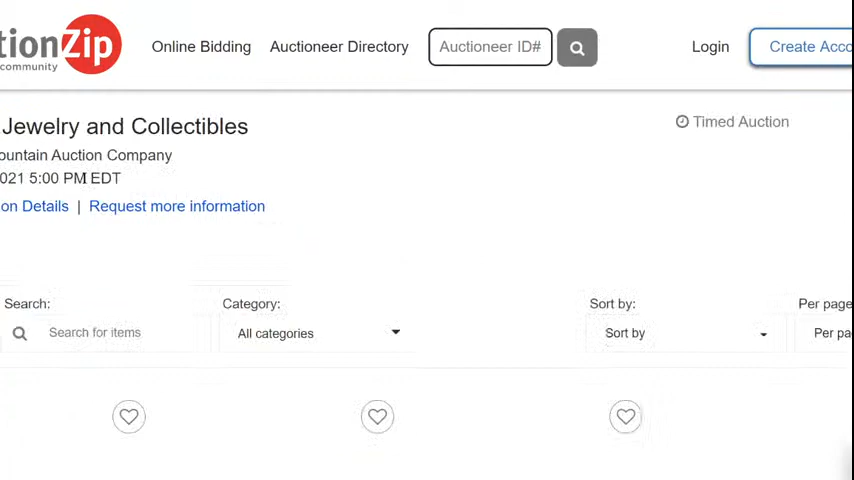 tionZip
community
Online Bidding
Auctioneer Directory
Auctioneer ID#
Login
Create Acco
Jewelry and Collectibles
Timed Auction
ountain Auction Company
021 5:00 PM EDT
on Details | Request more information
Search:
Category:
Sort by:
Per page
Search for items
All categories
Sort by
Per pa